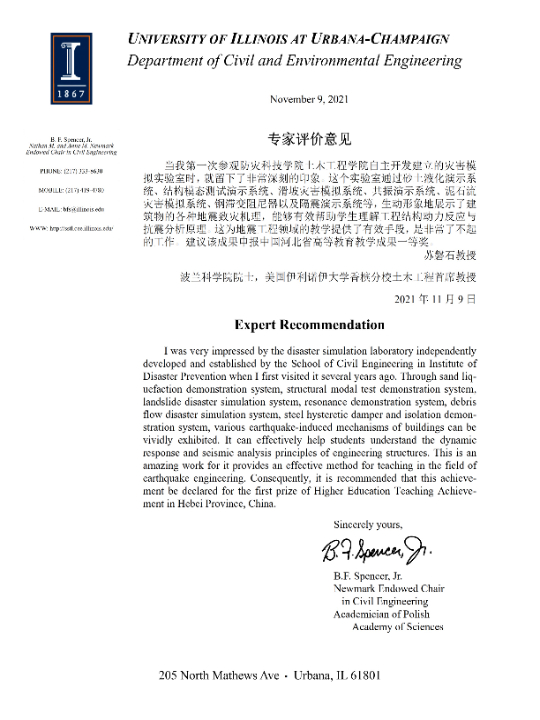 I
1867
UNIVERSITY OF ILLINOIS AT URBANA-CHAMPAIGN
Department of Civil and Environmental Engineering
November 9, 2021
B. F. Spencer, Jr.
Nathan M. and Anne M. Newmark
Endowed Chair in Civil Engineering
PHONE: (217) 333-8630
MOBILE: (217)-419-0780
E-MAIL: bfs@illinois.edu
WWW: http://sstl.cee.illinois.edu/
专家评价意见
当我第一次参观防灾科技学院土木工程学院自主开发建立的灾害模
拟实验室时，就留下了非常深刻的印象。这个实验室通过砂土液化演示系
统、结构模态测试演示系统、滑坡灾害模拟系统、共振演示系统、泥石流
灾害模拟系统、钢滞变阻尼器以及隔震演示系统等，生动形象地展示了建
筑物的各种地震致灾机理，能够有效帮助学生理解工程结构动力反应与
抗震分析原理。这为地震工程领域的教学提供了有效手段，是非常了不起
的工作。建议该成果申报中国河北省高等教育教学成果一等奖。
苏磐石教授
波兰科学院院士，美国伊利诺伊大学香槟分校土木工程首席教授
2021 年 11 月 9 日
Expert Recommendation
I was very impressed by the disaster simulation laboratory independently
developed and established by the School of Civil Engineering in Institute of
Disaster Prevention when I first visited it several years ago. Through sand liq-
uefaction demonstration system, structural modal test demonstration system,
landslide disaster simulation system, resonance demonstration system, debris
flow disaster simulation system, steel hysteretic damper and isolation demon-
stration system, various earthquake-induced mechanisms of buildings can be
vividly exhibited. It can effectively help students understand the dynamic
response and seismic analysis principles of engineering structures. This is an
amazing work for it provides an effective method for teaching in the field of
earthquake engineering. Consequently, it is recommended that this achieve-
ment be declared for the first prize of Higher Education Teaching Achieve-
ment in Hebei Province, China.
Sincerely yours,
B. F. Spencer, Jr.
B.F. Spencer, Jr.
Newmark Endowed Chair
in Civil Engineering
Academician of Polish
Academy of Sciences
205 North Mathews Ave • Urbana, IL 61801